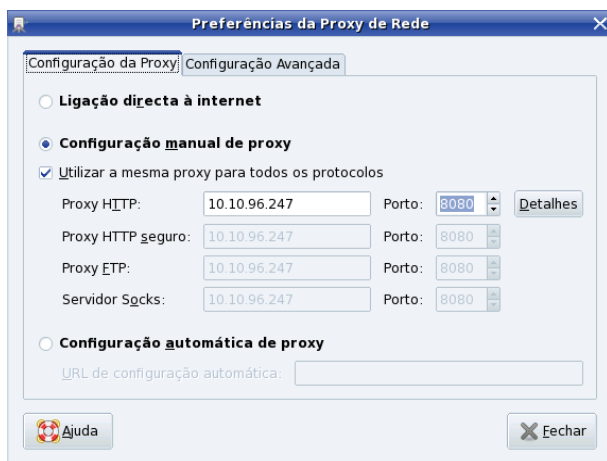 Preferências da Proxy de Rede
Configuração da Proxy Configuração Avançada
Ligação directa à internet
Configuração manual de proxy
Utilizar a mesma proxy para todos os protocolos
Proxy HTTP: 10.10.96.247 Porto: 8080 Detalhes
Proxy HTTP seguro: 10.10.96.247 Porto: 8080
Proxy FTP: 10.10.96.247 Porto: 8080
Servidor Socks: 10.10.96.247 Porto: 8080
Configuração automática de proxy
URL de configuração automática:
Ajuda Fechar